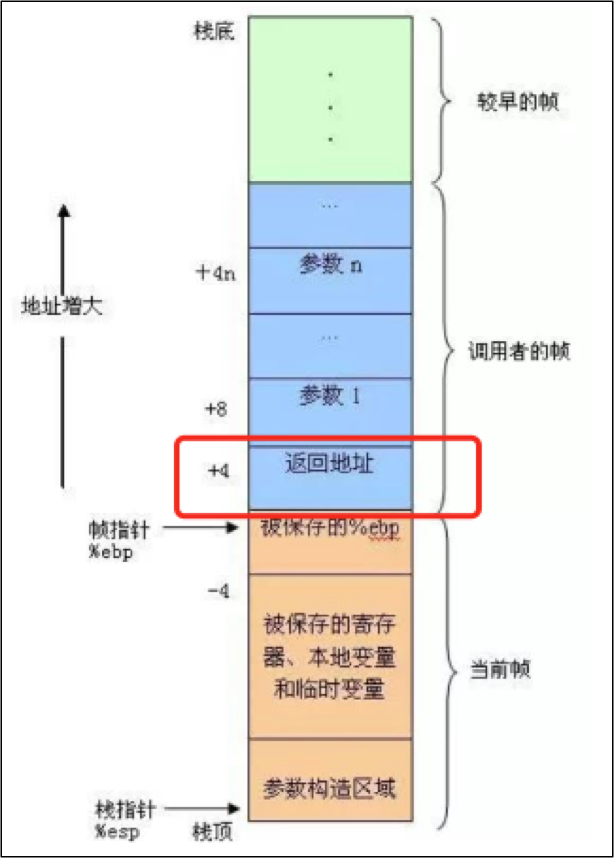 栈底
较早的帧
...
+4n
参数 n
地址增大
...
调用者的帧
+8
参数 1
+4
返回地址
帧指针
%ebp
被保存的%ebp
-4
被保存的寄存
器、本地变量
和临时变量
当前帧
参数构造区域
栈指针
%esp
栈顶